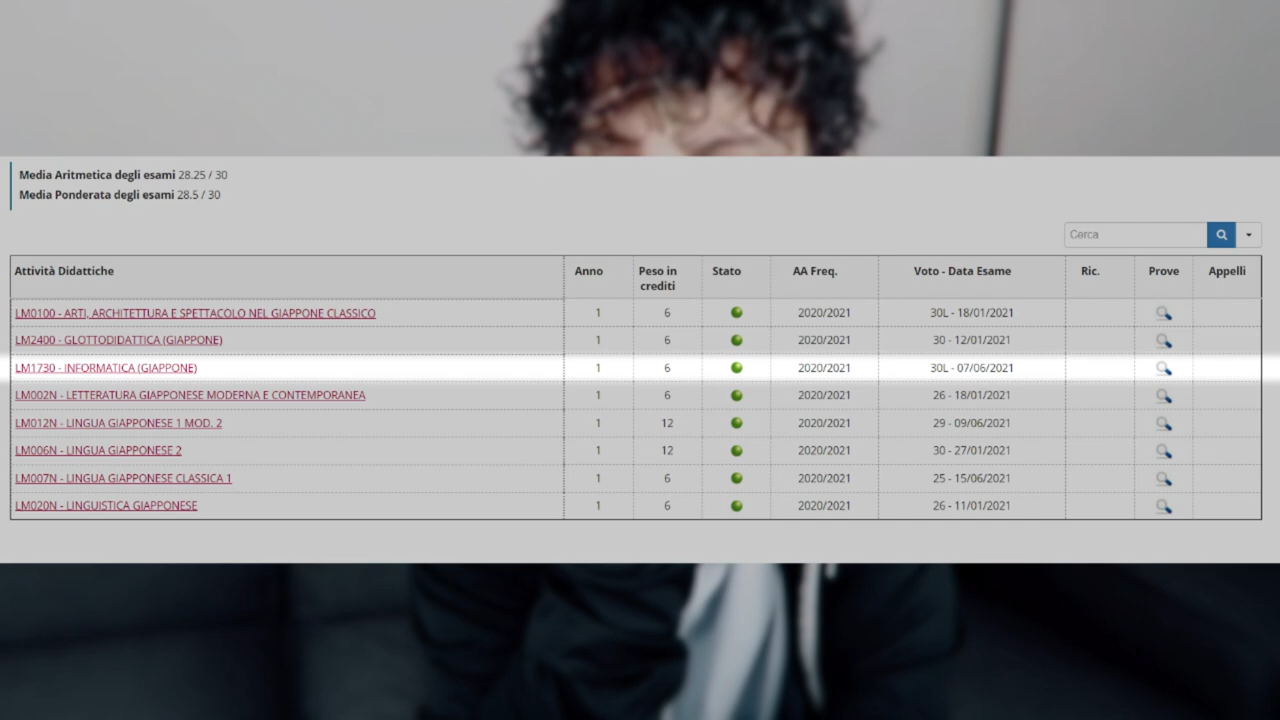 Media Aritmetica degli esami 28.25 / 30
Media Ponderata degli esami 28.5 / 30
Cerca
Attività Didattiche Anno Peso in crediti Stato AA Freq. Voto - Data Esame Ric. Prove Appelli
LM0100 - ARTI, ARCHITETTURA E SPETTACOLO NEL GIAPPONE CLASSICO 1 6 2020/2021 30L - 18/01/2021
LM2400 - GLOTTODIDATTICA (GIAPPONE) 1 6 2020/2021 30 - 12/01/2021
LM1730 - INFORMATICA (GIAPPONE) 1 6 2020/2021 30L - 07/06/2021
LM002N - LETTERATURA GIAPPONESE MODERNA E CONTEMPORANEA 1 6 2020/2021 26 - 18/01/2021
LM012N - LINGUA GIAPPONESE 1 MOD. 2 1 12 2020/2021 29 - 09/06/2021
LM006N - LINGUA GIAPPONESE 2 1 12 2020/2021 30 - 27/01/2021
LM007N - LINGUA GIAPPONESE CLASSICA 1 1 6 2020/2021 25 - 15/06/2021
LM020N - LINGUISTICA GIAPPONESE 1 6 2020/2021 26 - 11/01/2021